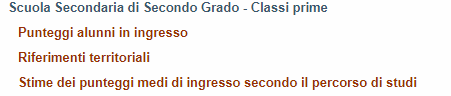 Scuola Secondaria di Secondo Grado - Classi prime
Punteggi alunni in ingresso
Riferimenti territoriali
Stime dei punteggi medi di ingresso secondo il percorso di studi